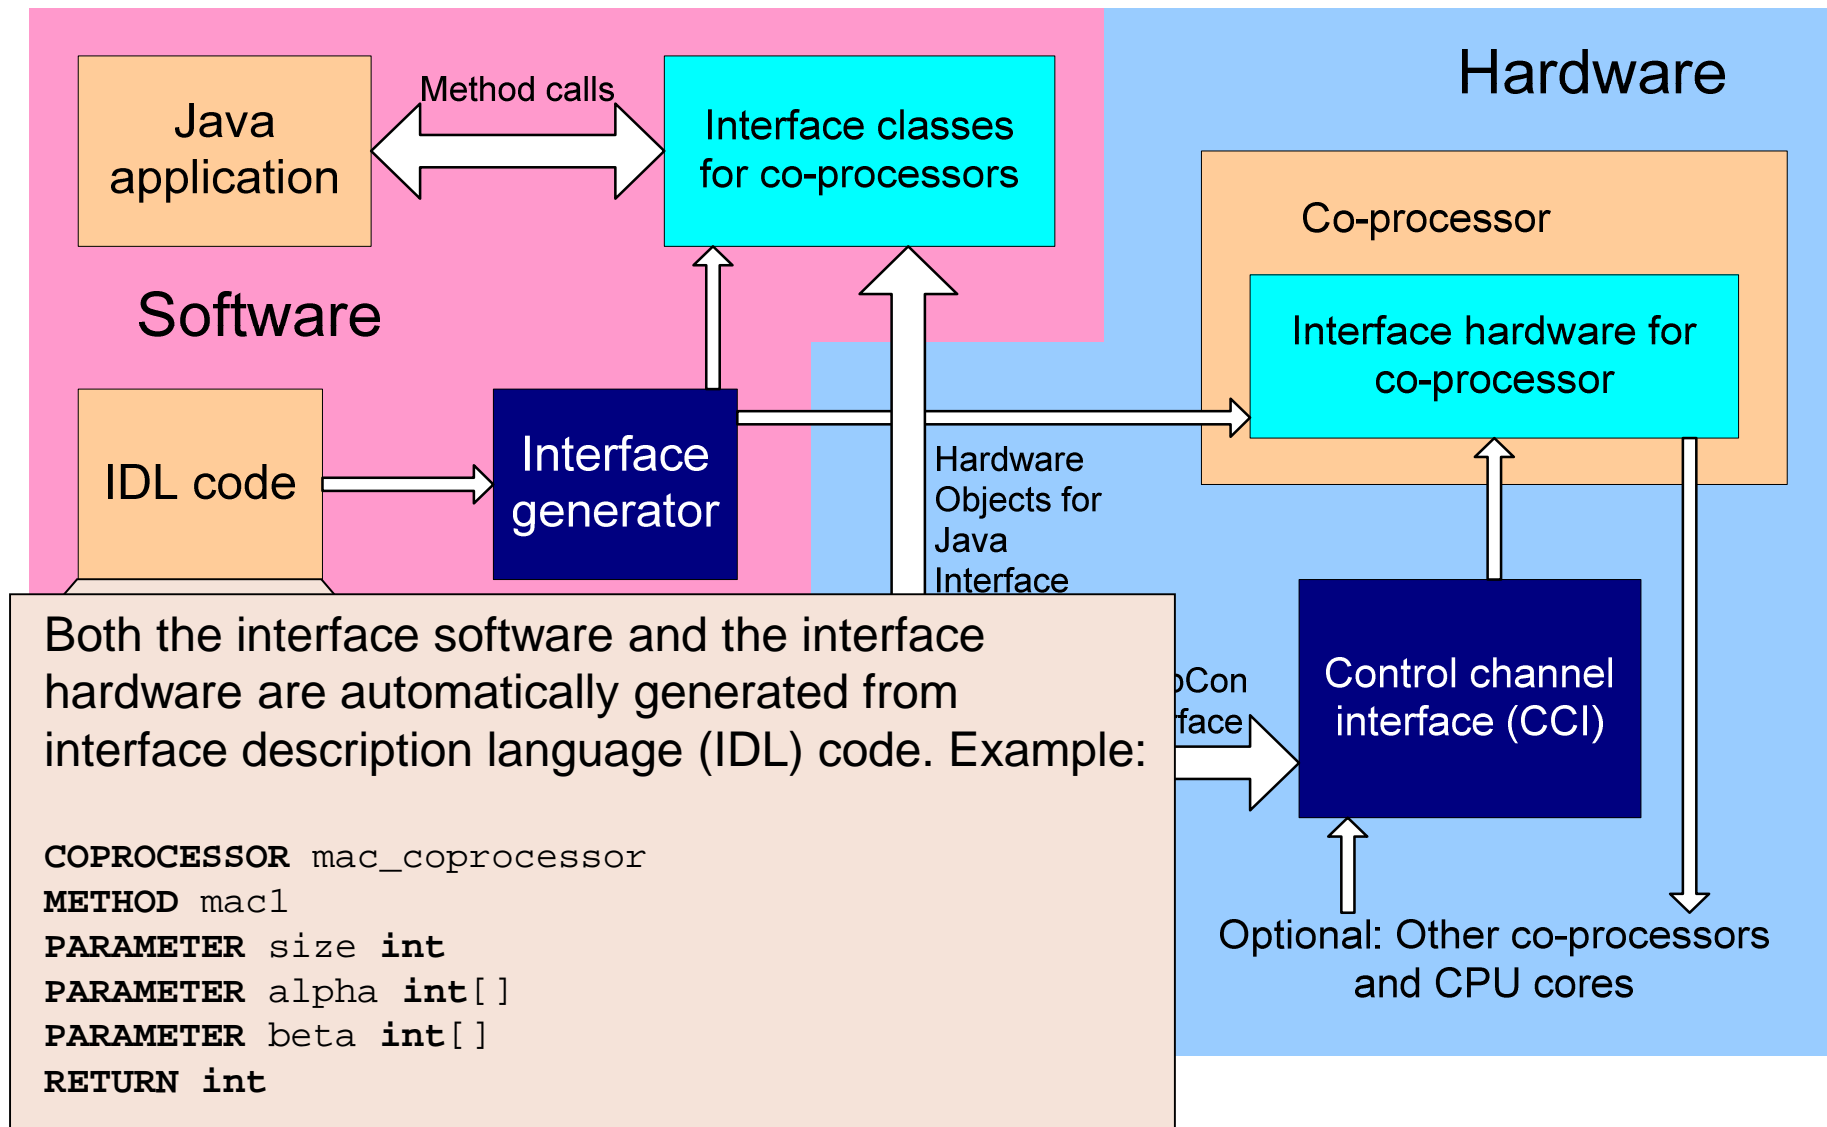 Hardware
Java
application
Method calls
Interface classes
for co-processors
Co-processor
Software
Interface hardware for
co-processor
IDL code
Interface
generator
Hardware
Objects for
Java
Interface
Control channel
interface (CCI)
Both the interface software and the interface
hardware are automatically generated from
interface description language (IDL) code. Example:
COPROCESSOR mac_coprocessor
METHOD mac1
PARAMETER size int
PARAMETER alpha int[]
PARAMETER beta int[]
RETURN int
Optional: Other co-processors
and CPU cores